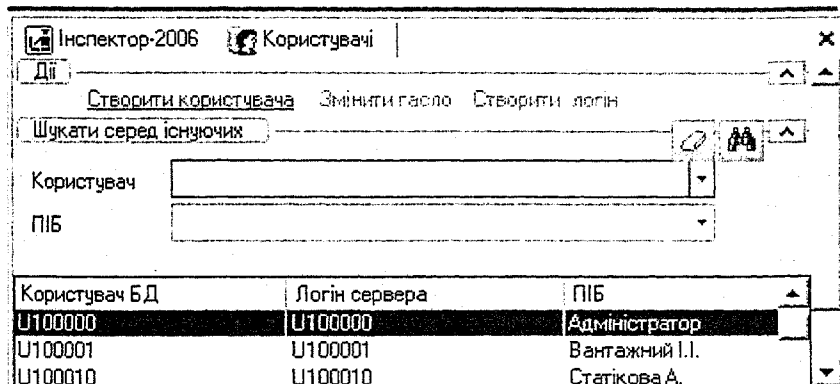 Інспектор-2006 Користувачі
Дії
Створити користувача Змінити гасло Створити логін
Шукати серед існуючих
Користувач
ПІБ
Користувач БД Логін сервера ПІБ
U100000 U100000 Адміністратор
U100001 U100001 Вантажний І.І.
U100010 U100010 Статікова А.